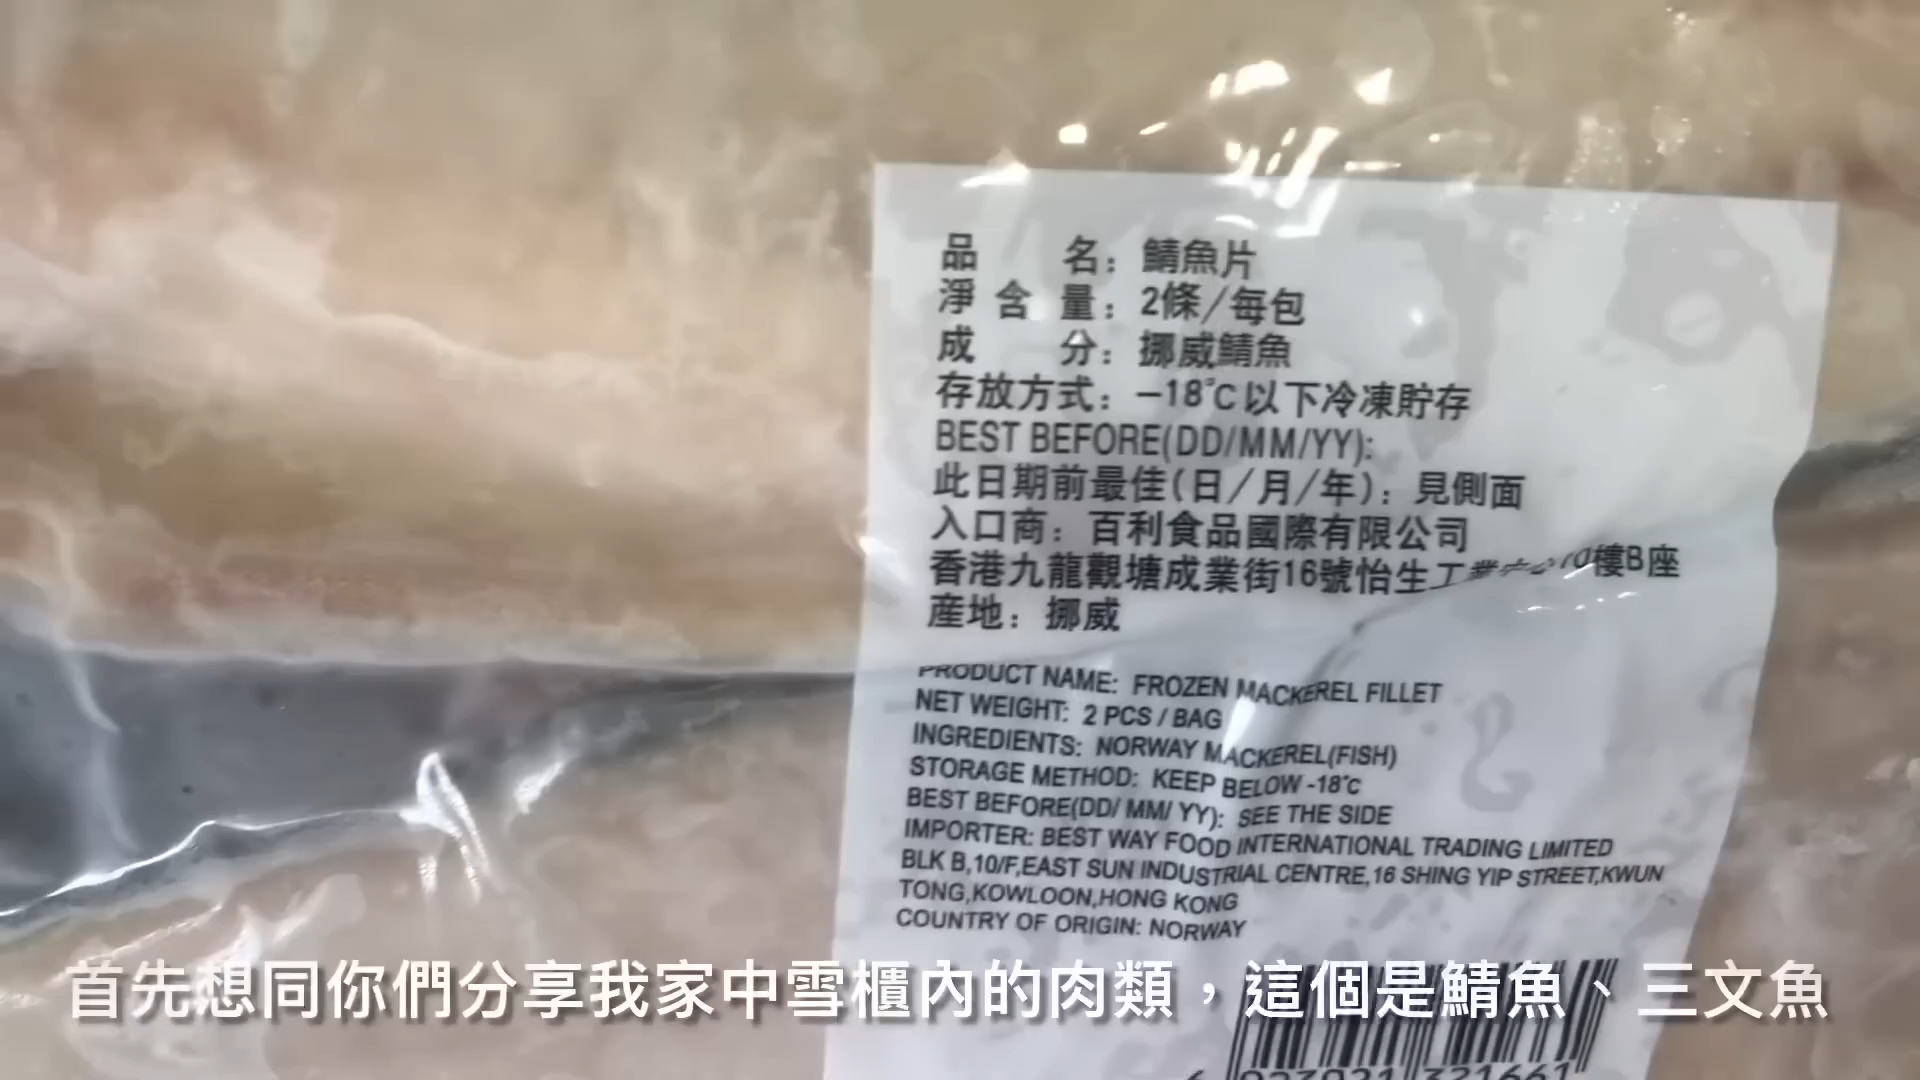 品 名：鯖魚片
淨含量：2條/每包
成 分：挪威鯖魚
存放方式：-18°C以下冷凍貯存
BEST BEFORE(DD/MM/YY):
此日期前最佳(日/月/年)：見側面
入口商：百利食品國際有限公司
香港九龍觀塘成業街16號怡生工業 樓B座
産地：挪威
PRODUCT NAME: FROZEN MACKEREL FILLET
NET WEIGHT: 2 PCS / BAG
INGREDIENTS: NORWAY MACKEREL(FISH)
STORAGE METHOD: KEEP BELOW -18°C
BEST BEFORE(DD/ MM/ YY): SEE THE SIDE
IMPORTER: BEST WAY FOOD INTERNATIONAL TRADING LIMITED
BLK B,10/F,EAST SUN INDUSTRIAL CENTRE,16 SHING YIP STREET,KWUN
TONG,KOWLOON,HONG KONG
COUNTRY OF ORIGIN: NORWAY
首先想同你們分享我家中雪櫃內的肉類，這個是鯖魚、三文魚